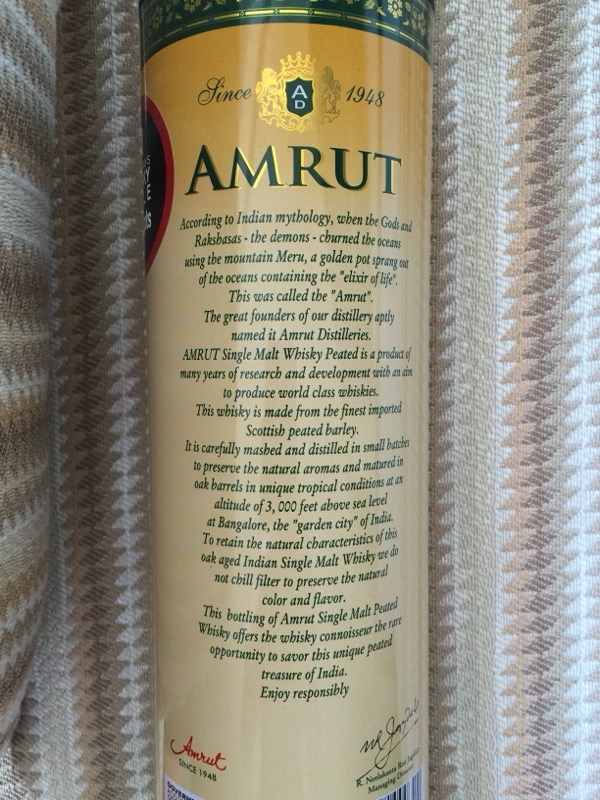 Since 1948
A
D
AMRUT
According to Indian mythology, when the Gods and
Rakshasas - the demons - churned the oceans
using the mountain Meru, a golden pot sprang out
of the oceans containing the "elixir of life".
This was called the "Amrut".
The great founders of our distillery aptly
named it Amrut Distilleries.
AMRUT Single Malt Whisky Peated is a product of
many years of research and development with an aim
to produce world class whiskies.
This whisky is made from the finest imported
Scottish peated barley.
It is carefully mashed and distilled in small batches
to preserve the natural aromas and matured in
oak barrels in unique tropical conditions at an
altitude of 3, 000 feet above sea level
at Bangalore, the "garden city" of India.
To retain the natural characteristics of this
oak aged Indian Single Malt Whisky we do
not chill filter to preserve the natural
color and flavor.
This bottling of Amrut Single Malt Peated
Whisky offers the whisky connoisseur the rare
opportunity to savor this unique peated
treasure of India.
Enjoy responsibly
Amrut
SINCE 1948
R. Neelakanta Rao
Managing